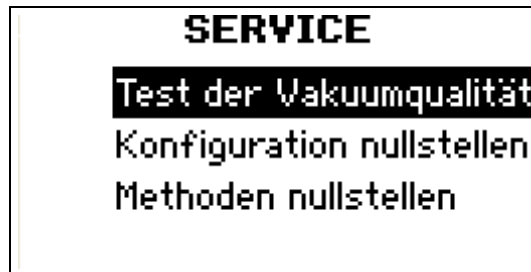 SERVICE
Test der Vakuumqualität
Konfiguration nullstellen
Methoden nullstellen